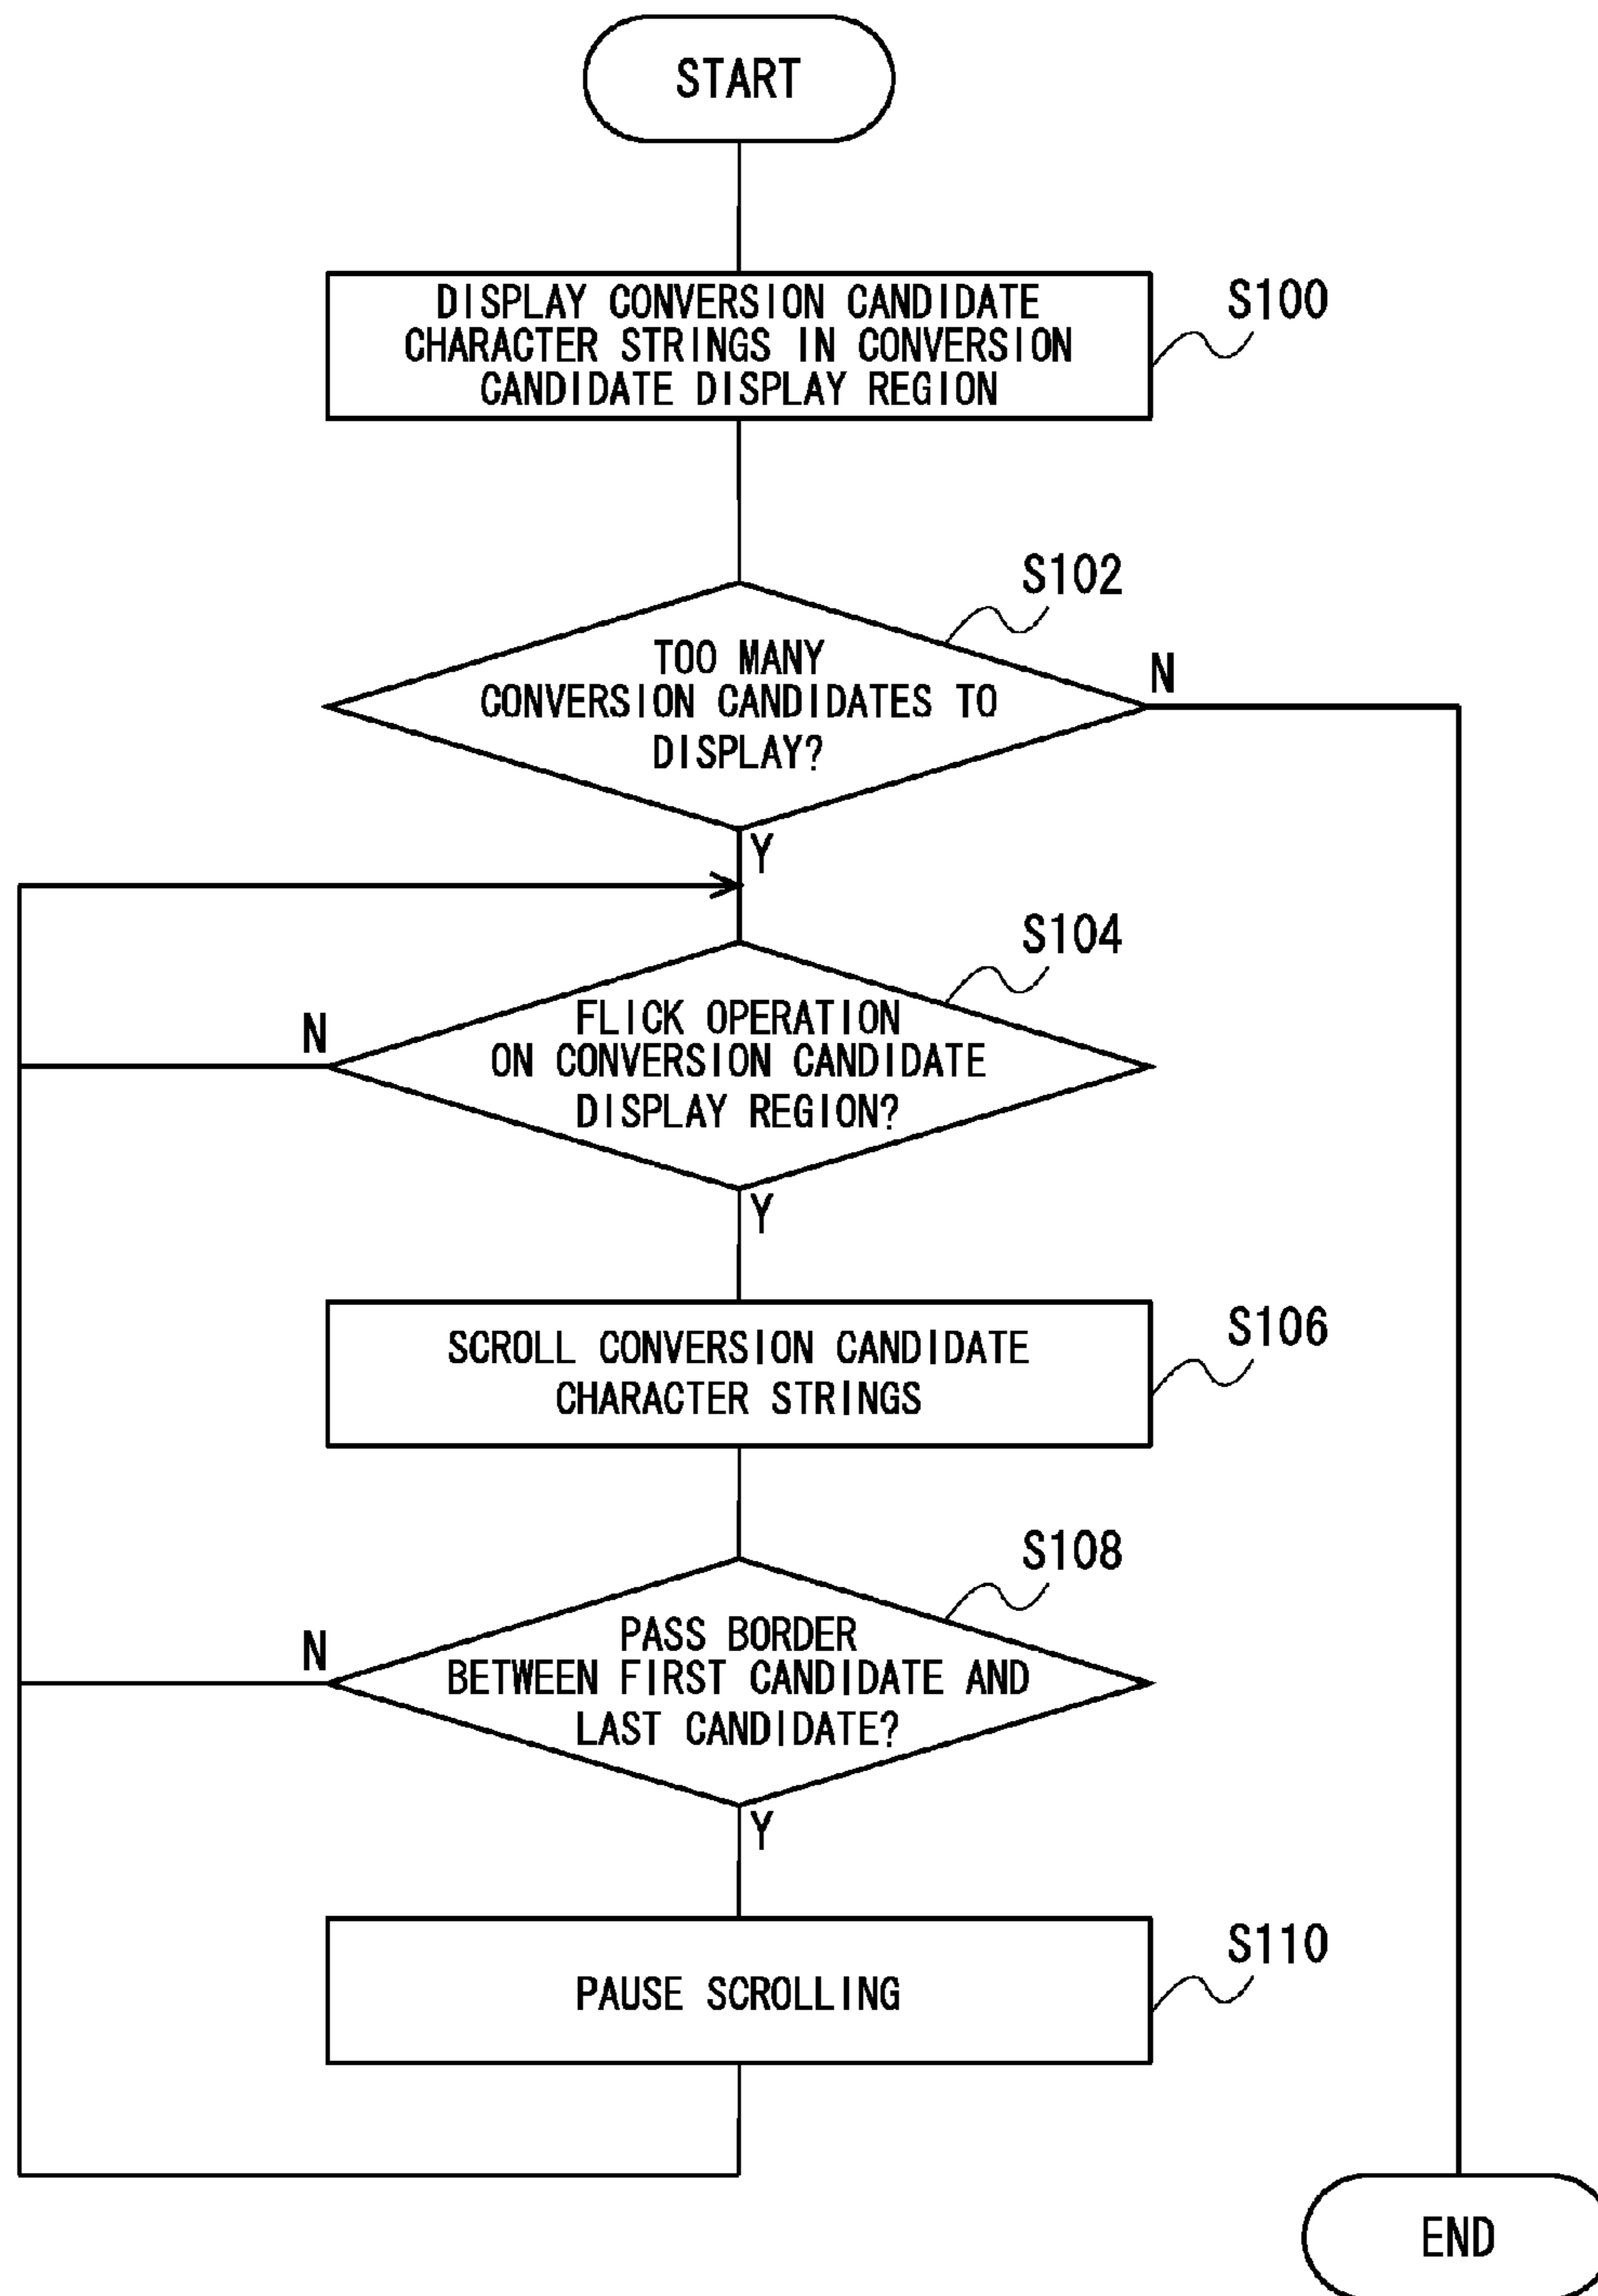 START
DISPLAY CONVERSION CANDIDATE
CHARACTER STRINGS IN CONVERSION
CANDIDATE DISPLAY REGION
S100
S102
TOO MANY
CONVERSION CANDIDATES TO
DISPLAY?
N
Y
S104
FLICK OPERATION
ON CONVERSION CANDIDATE
DISPLAY REGION?
N
Y
SCROLL CONVERSION CANDIDATE
CHARACTER STRINGS
S106
S108
PASS BORDER
BETWEEN FIRST CANDIDATE AND
LAST CANDIDATE?
N
Y
PAUSE SCROLLING
S110
END